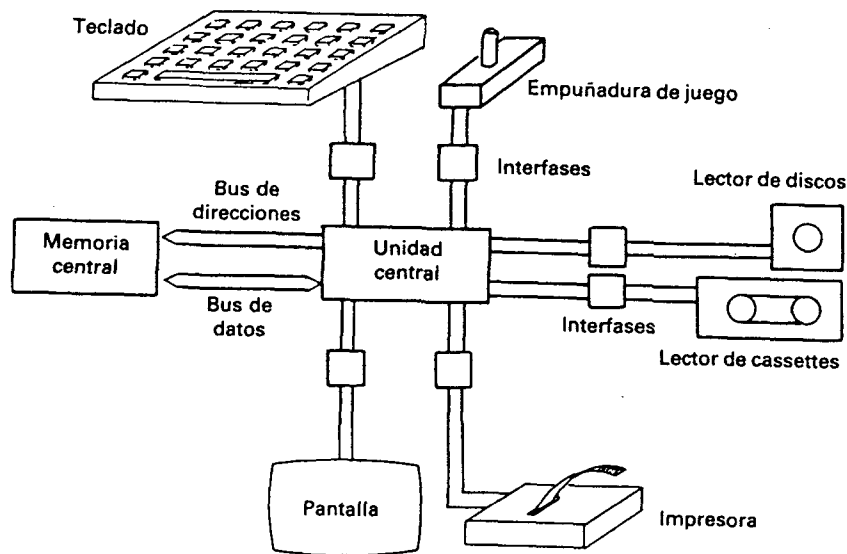 Teclado
Empuñadura de juego
Interfases
Lector de discos
Bus de
direcciones
Memoria
central
Unidad
central
Bus de
datos
Interfases
Lector de cassettes
Pantalla
Impresora